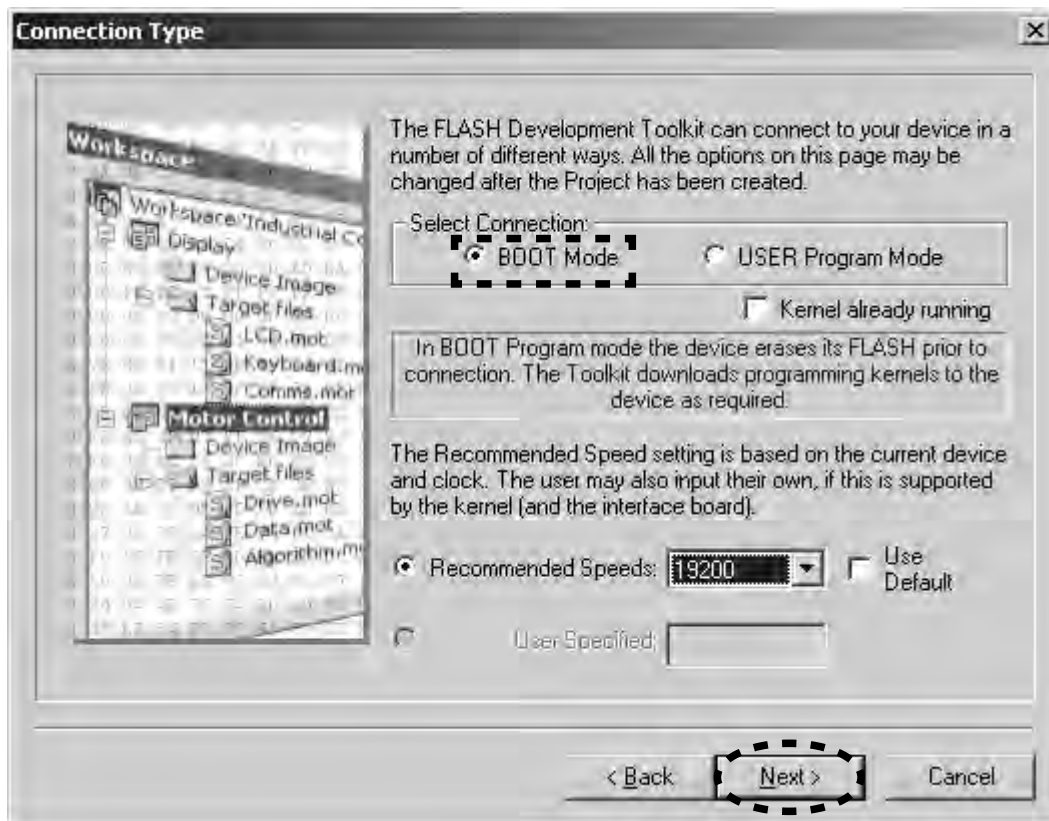 Connection Type
Workspace
Workspace 'Industrial Co
Display
Device Image
Target files
LCD.mot
Keyboard.m
Comms.mot
Motor Control
Device Image
Target files
Drive.mot
Data.mot
Algorithm.m
The FLASH Development Toolkit can connect to your device in a
number of different ways. All the options on this page may be
changed after the Project has been created.
Select Connection:
BOOT Mode
USER Program Mode
Kernel already running
In BOOT Program mode the device erases its FLASH prior to
connection. The Toolkit downloads programming kernels to the
device as required.
The Recommended Speed setting is based on the current device
and clock. The user may also input their own, if this is supported
by the kernel (and the interface board).
Recommended Speeds:
19200
Use
Default
User Specified:
< Back
Next >
Cancel